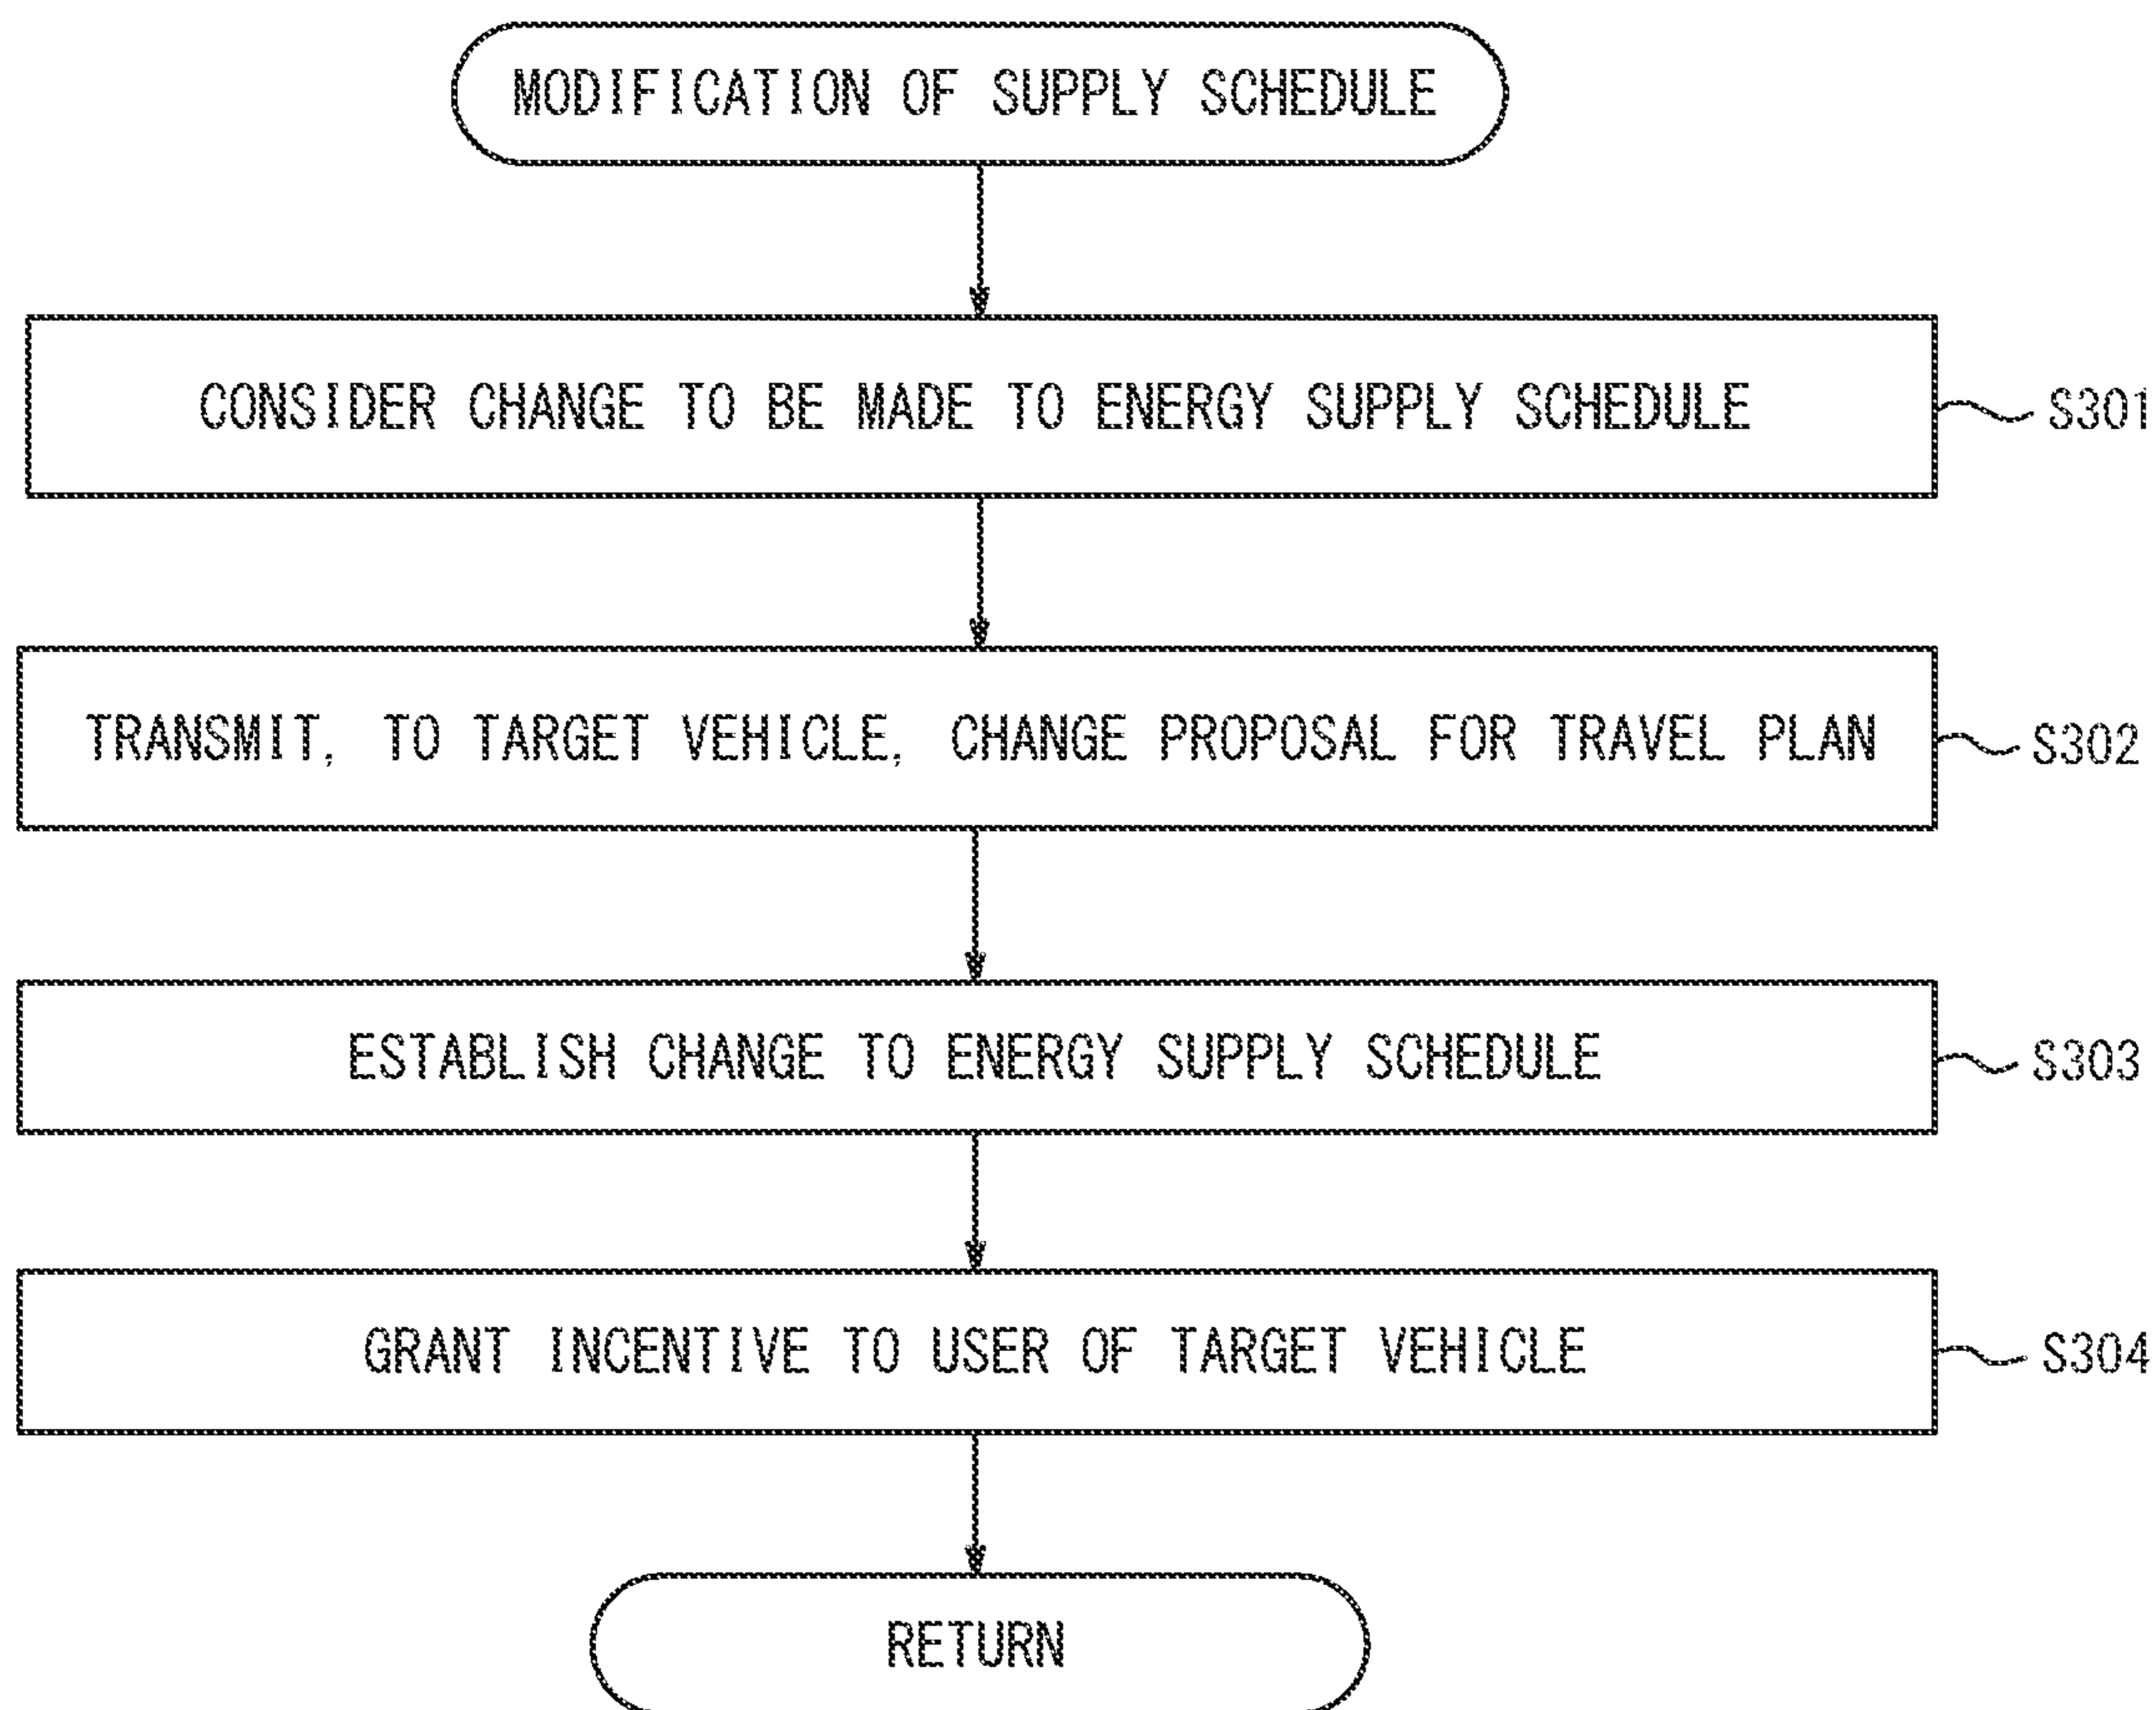 MODIFICATION OF SUPPLY SCHEDULE
CONSIDER CHANGE TO BE MADE TO ENERGY SUPPLY SCHEDULE
S301
TRANSMIT, TO TARGET VEHICLE, CHANGE PROPOSAL FOR TRAVEL PLAN
S302
ESTABLISH CHANGE TO ENERGY SUPPLY SCHEDULE
S303
GRANT INCENTIVE TO USER OF TARGET VEHICLE
S304
RETURN